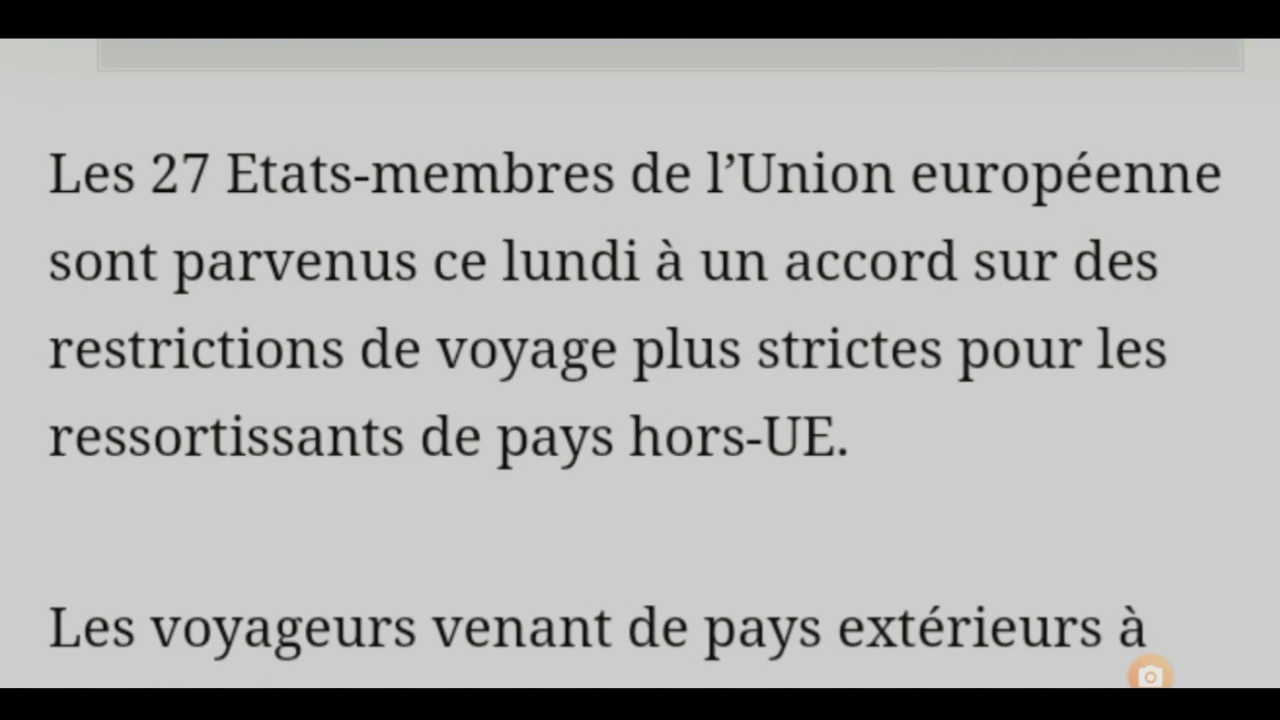 Les 27 Etats-membres de l’Union européenne
sont parvenus ce lundi à un accord sur des
restrictions de voyage plus strictes pour les
ressortissants de pays hors-UE.
Les voyageurs venant de pays extérieurs à